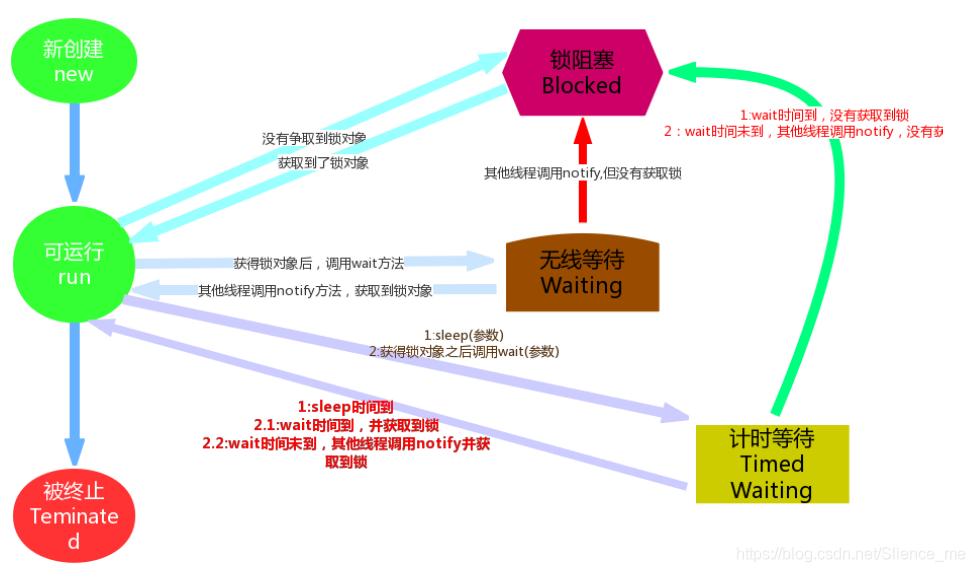 新创建
new
锁阻塞
Blocked
1:wait时间到，没有获取到锁
2：wait时间未到，其他线程调用notify，没有获
没有争取到锁对象
获取到了锁对象
其他线程调用notify,但没有获取锁
可运行
run
获得锁对象后，调用wait方法
其他线程调用notify方法，获取到锁对象
无线等待
Waiting
1:sleep(参数)
2:获得锁对象之后调用wait(参数)
1:sleep时间到
2.1:wait时间到，并获取到锁
2.2:wait时间未到，其他线程调用notify并获
取到锁
计时等待
Timed
Waiting
被终止
Teminate
d
https://blog.csdn.net/Slience_me